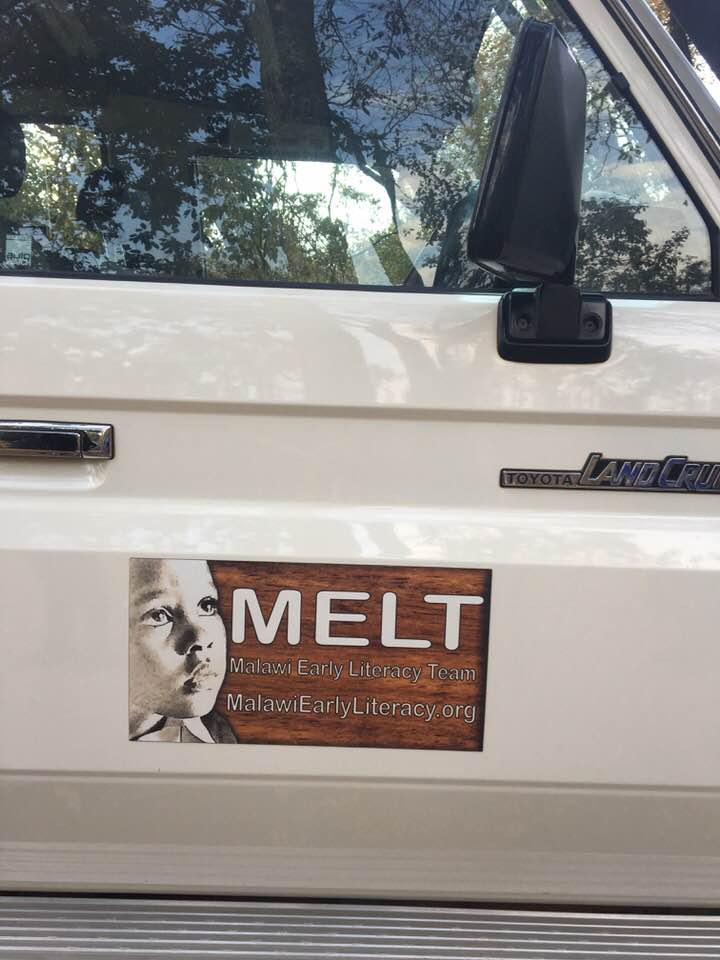 TOYOTA LAND CRU
MELT
Malawi Early Literacy Team
MalawiEarlyLiteracy.org